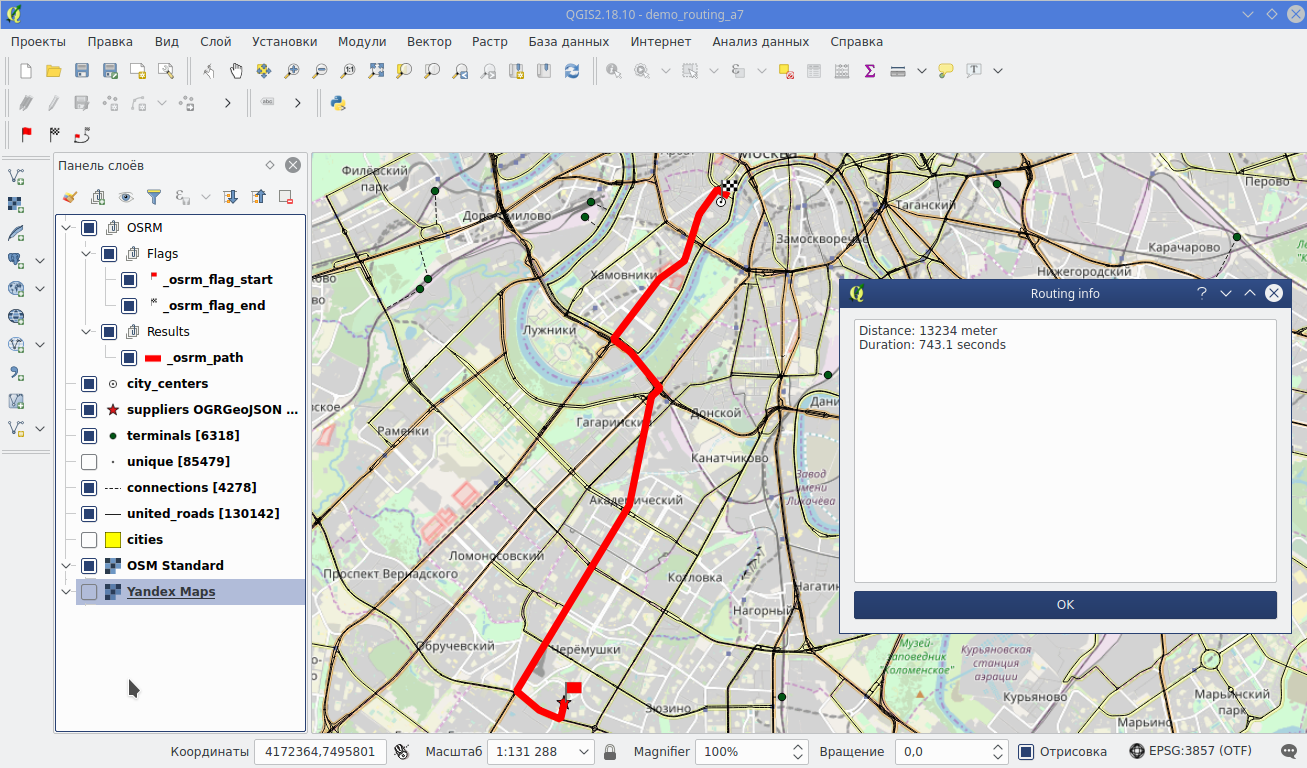 QGIS2.18.10 - demo_routing_a7
Проекты Правка Вид Слой Установки Модули Вектор Растр База данных Интернет Анализ данных Справка
abc
Панель слоёв
OSRM
Flags
_osrm_flag_start
_osrm_flag_end
Results
_osrm_path
city_centers
suppliers OGRGeoJSON ...
terminals [6318]
unique [85479]
connections [4278]
united_roads [130142]
cities
OSM Standard
Yandex Maps
Москва
Филёвский
парк
Перово
Дорогомилово
Таганский
Замоскворечье
Карачарово
Хамовники
Нижегородский
Лужники
Донской
Гагаринский
Раменки
Канатчиково
Завод
имени
Лихачёва
Академический
Ломоносовский
Проспект Вернадского
Котловка
Нагорный
Обручевский
Черёмушки
Зюзино
Музей-
заповедник
"Коломенское"
Курьяновская
станция
аэрации
Курьяново
Марьинский
парк
Марьино
Routing info
Distance: 13234 meter
Duration: 743.1 seconds
OK
Координаты 4172364,7495801 Масштаб 1:131 288 Magnifier 100% Вращение 0,0 Отрисовка EPSG:3857 (OTF)